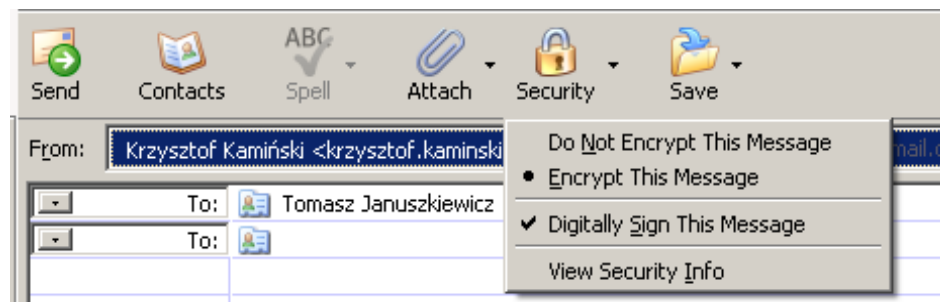 ABC
Send Contacts Spell Attach Security Save
From: Krzysztof Kamiński <krzysztof.kaminski
Do Not Encrypt This Message
Encrypt This Message
To: Tomasz Januszkiewicz
Digitally Sign This Message
To:
View Security Info